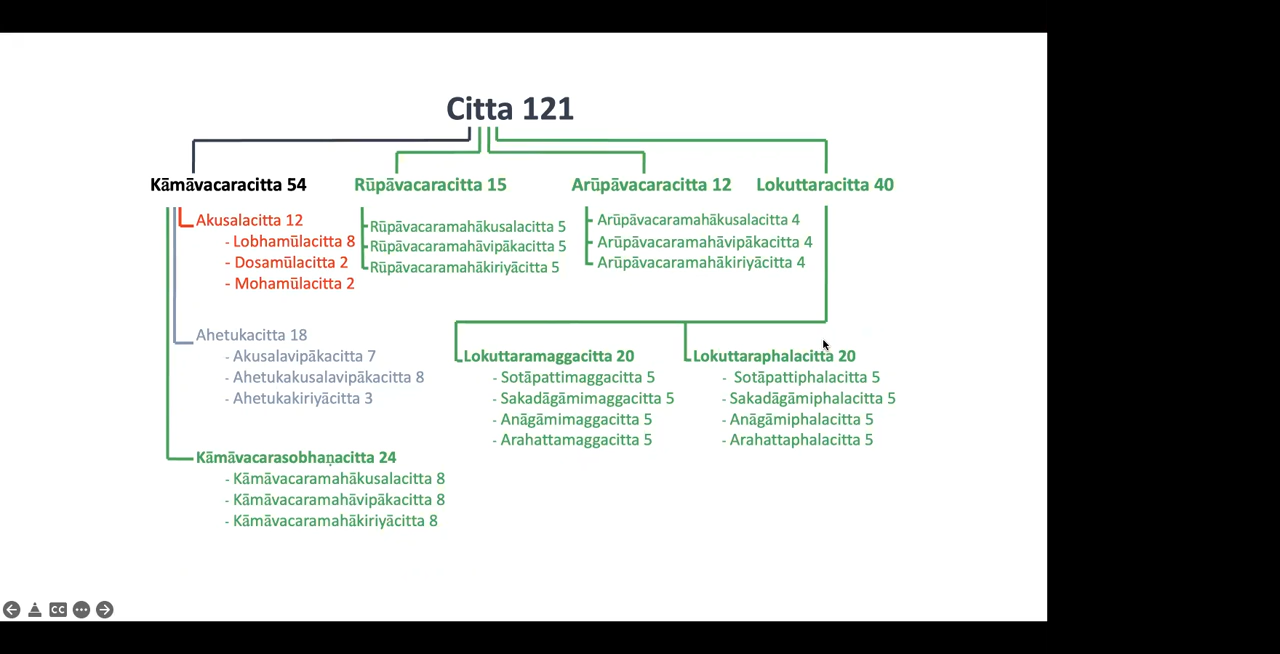 Citta 121
Kāmāvacaracitta 54
Akusalacitta 12
- Lobhamūlacitta 8
- Dosamūlacitta 2
- Mohamūlacitta 2
Ahetukacitta 18
- Akusalavipākacitta 7
- Ahetukakusalavipākacitta 8
- Ahetukakiriyācitta 3
Kāmāvacarasobhaṇacitta 24
- Kāmāvacaramahākusalacitta 8
- Kāmāvacaramahāvipākacitta 8
- Kāmāvacaramahākiriyācitta 8
Rūpāvacaracitta 15
Rūpāvacaramahākusalacitta 5
Rūpāvacaramahāvipākacitta 5
Rūpāvacaramahākiriyācitta 5
Arūpāvacaracitta 12
Arūpāvacaramahākusalacitta 4
Arūpāvacaramahāvipākacitta 4
Arūpāvacaramahākiriyācitta 4
Lokuttaracitta 40
Lokuttaramaggacitta 20
- Sotāpattimaggacitta 5
- Sakadāgāmimaggacitta 5
- Anāgāmimaggacitta 5
- Arahattamaggacitta 5
Lokuttaraphalacitta 20
- Sotāpattiphalacitta 5
- Sakadāgāmiphalacitta 5
- Anāgāmiphalacitta 5
- Arahattaphalacitta 5
CC